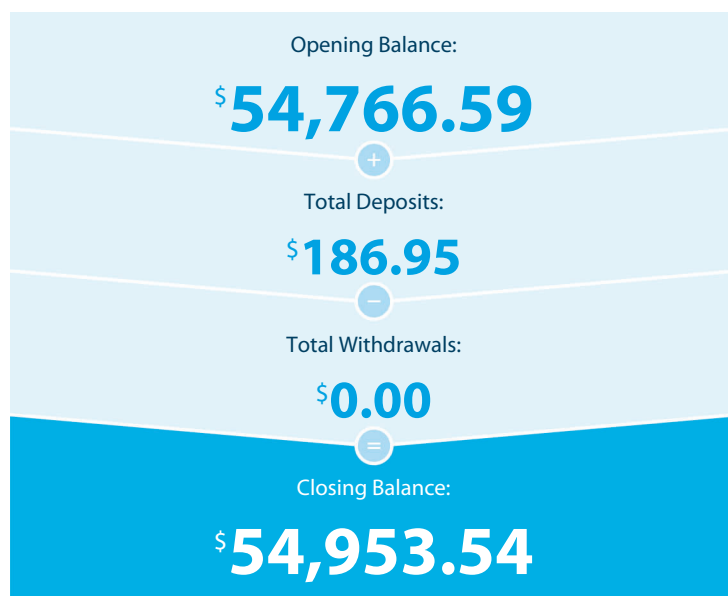 Opening Balance:
$54,766.59
+
Total Deposits:
$186.95
−
Total Withdrawals:
$0.00
=
Closing Balance:
$54,953.54